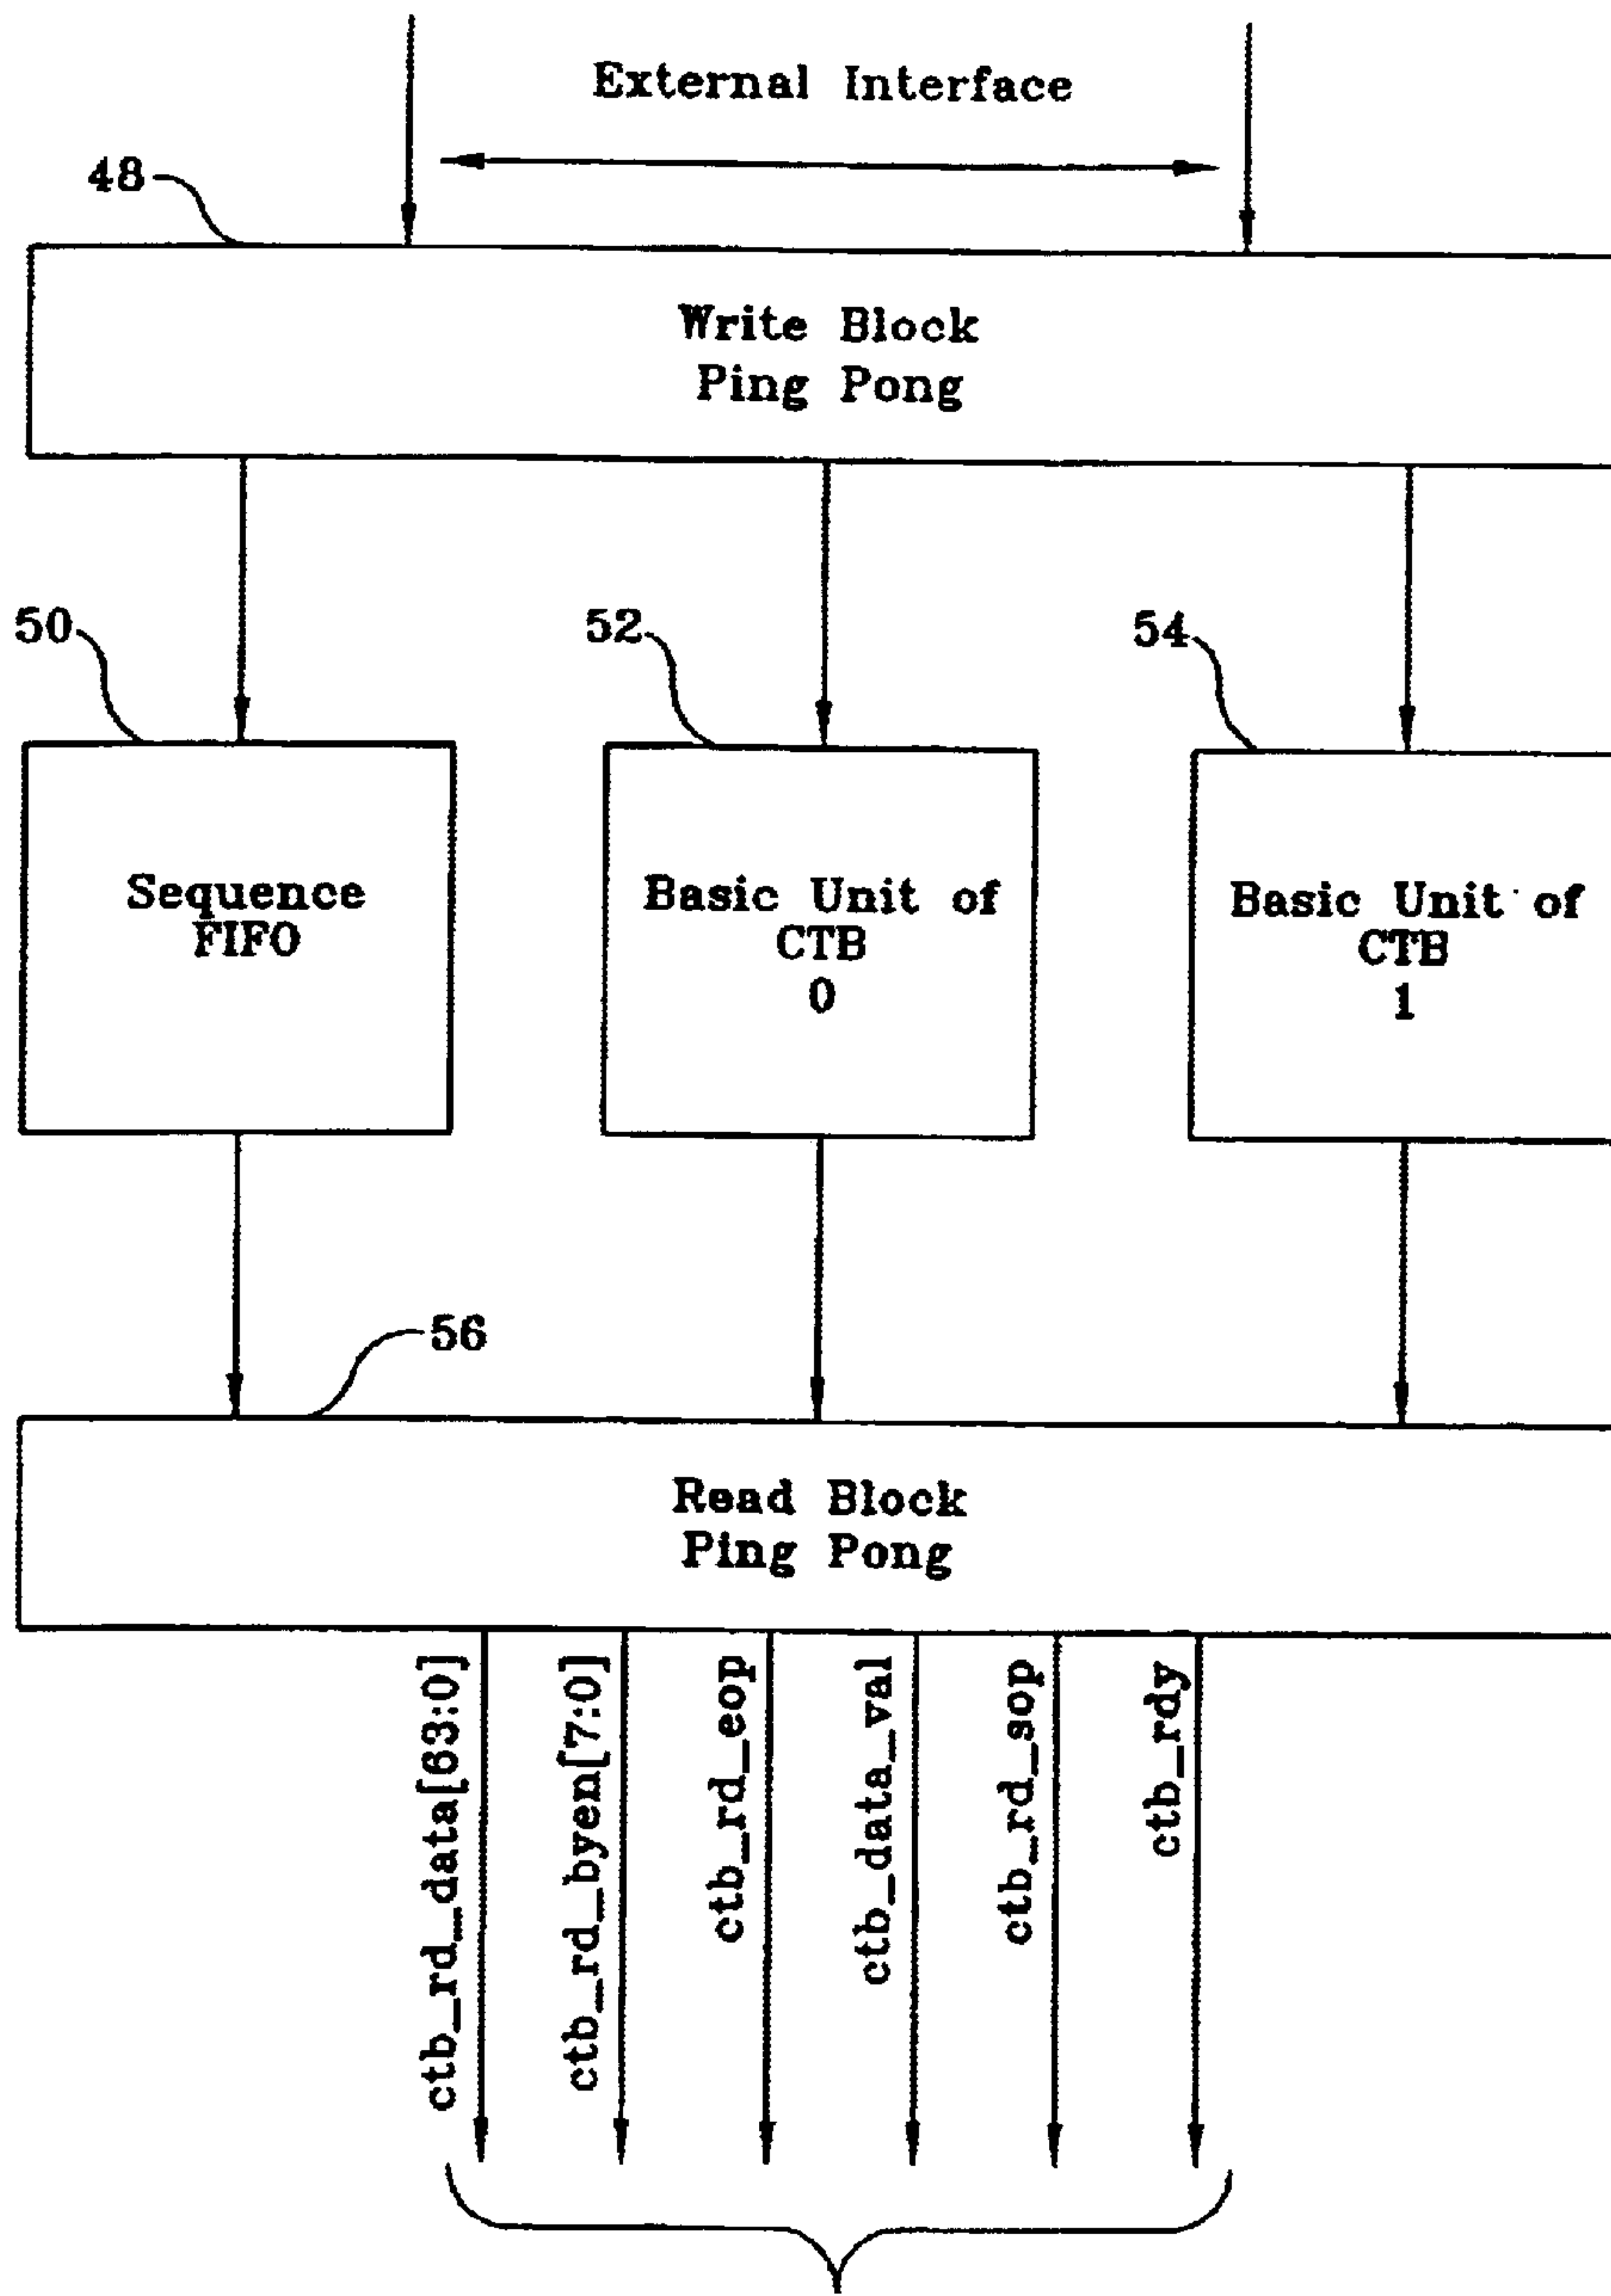 External Interface
48
Write Block
Ping Pong
50
52
54
Sequence
FIFO
Basic Unit of
CTB
0
Basic Unit of
CTB
1
56
Read Block
Ping Pong
ctb_rd_data[63:0]
ctb_rd_byen[7:0]
ctb_rd_eop
ctb_data_val
ctb_rd_sop
ctb_rdy